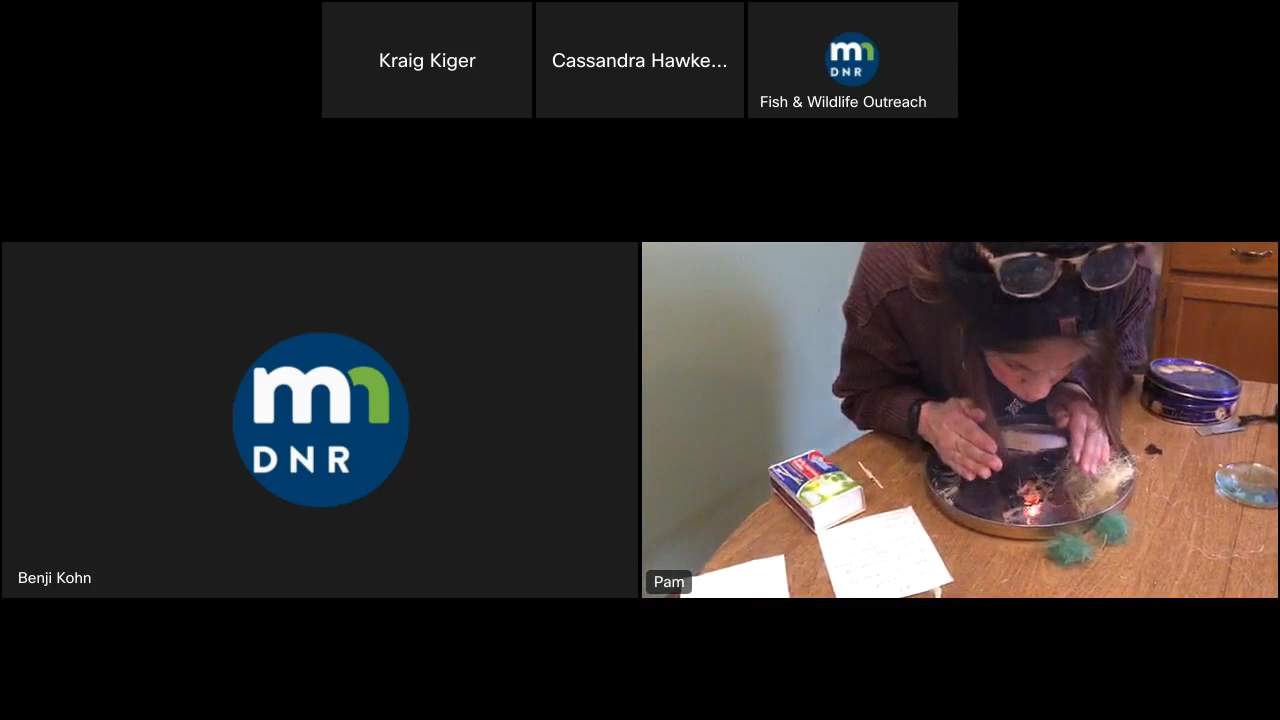 Kraig Kiger
Cassandra Hawke...
mn
DNR
Fish & Wildlife Outreach
mn
DNR
Benji Kohn
Pam